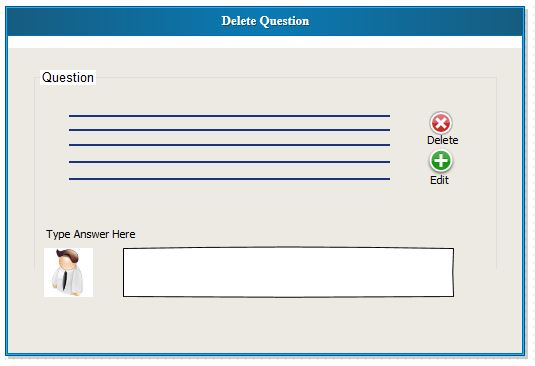 Delete Question
Question
Delete
Edit
Type Answer Here